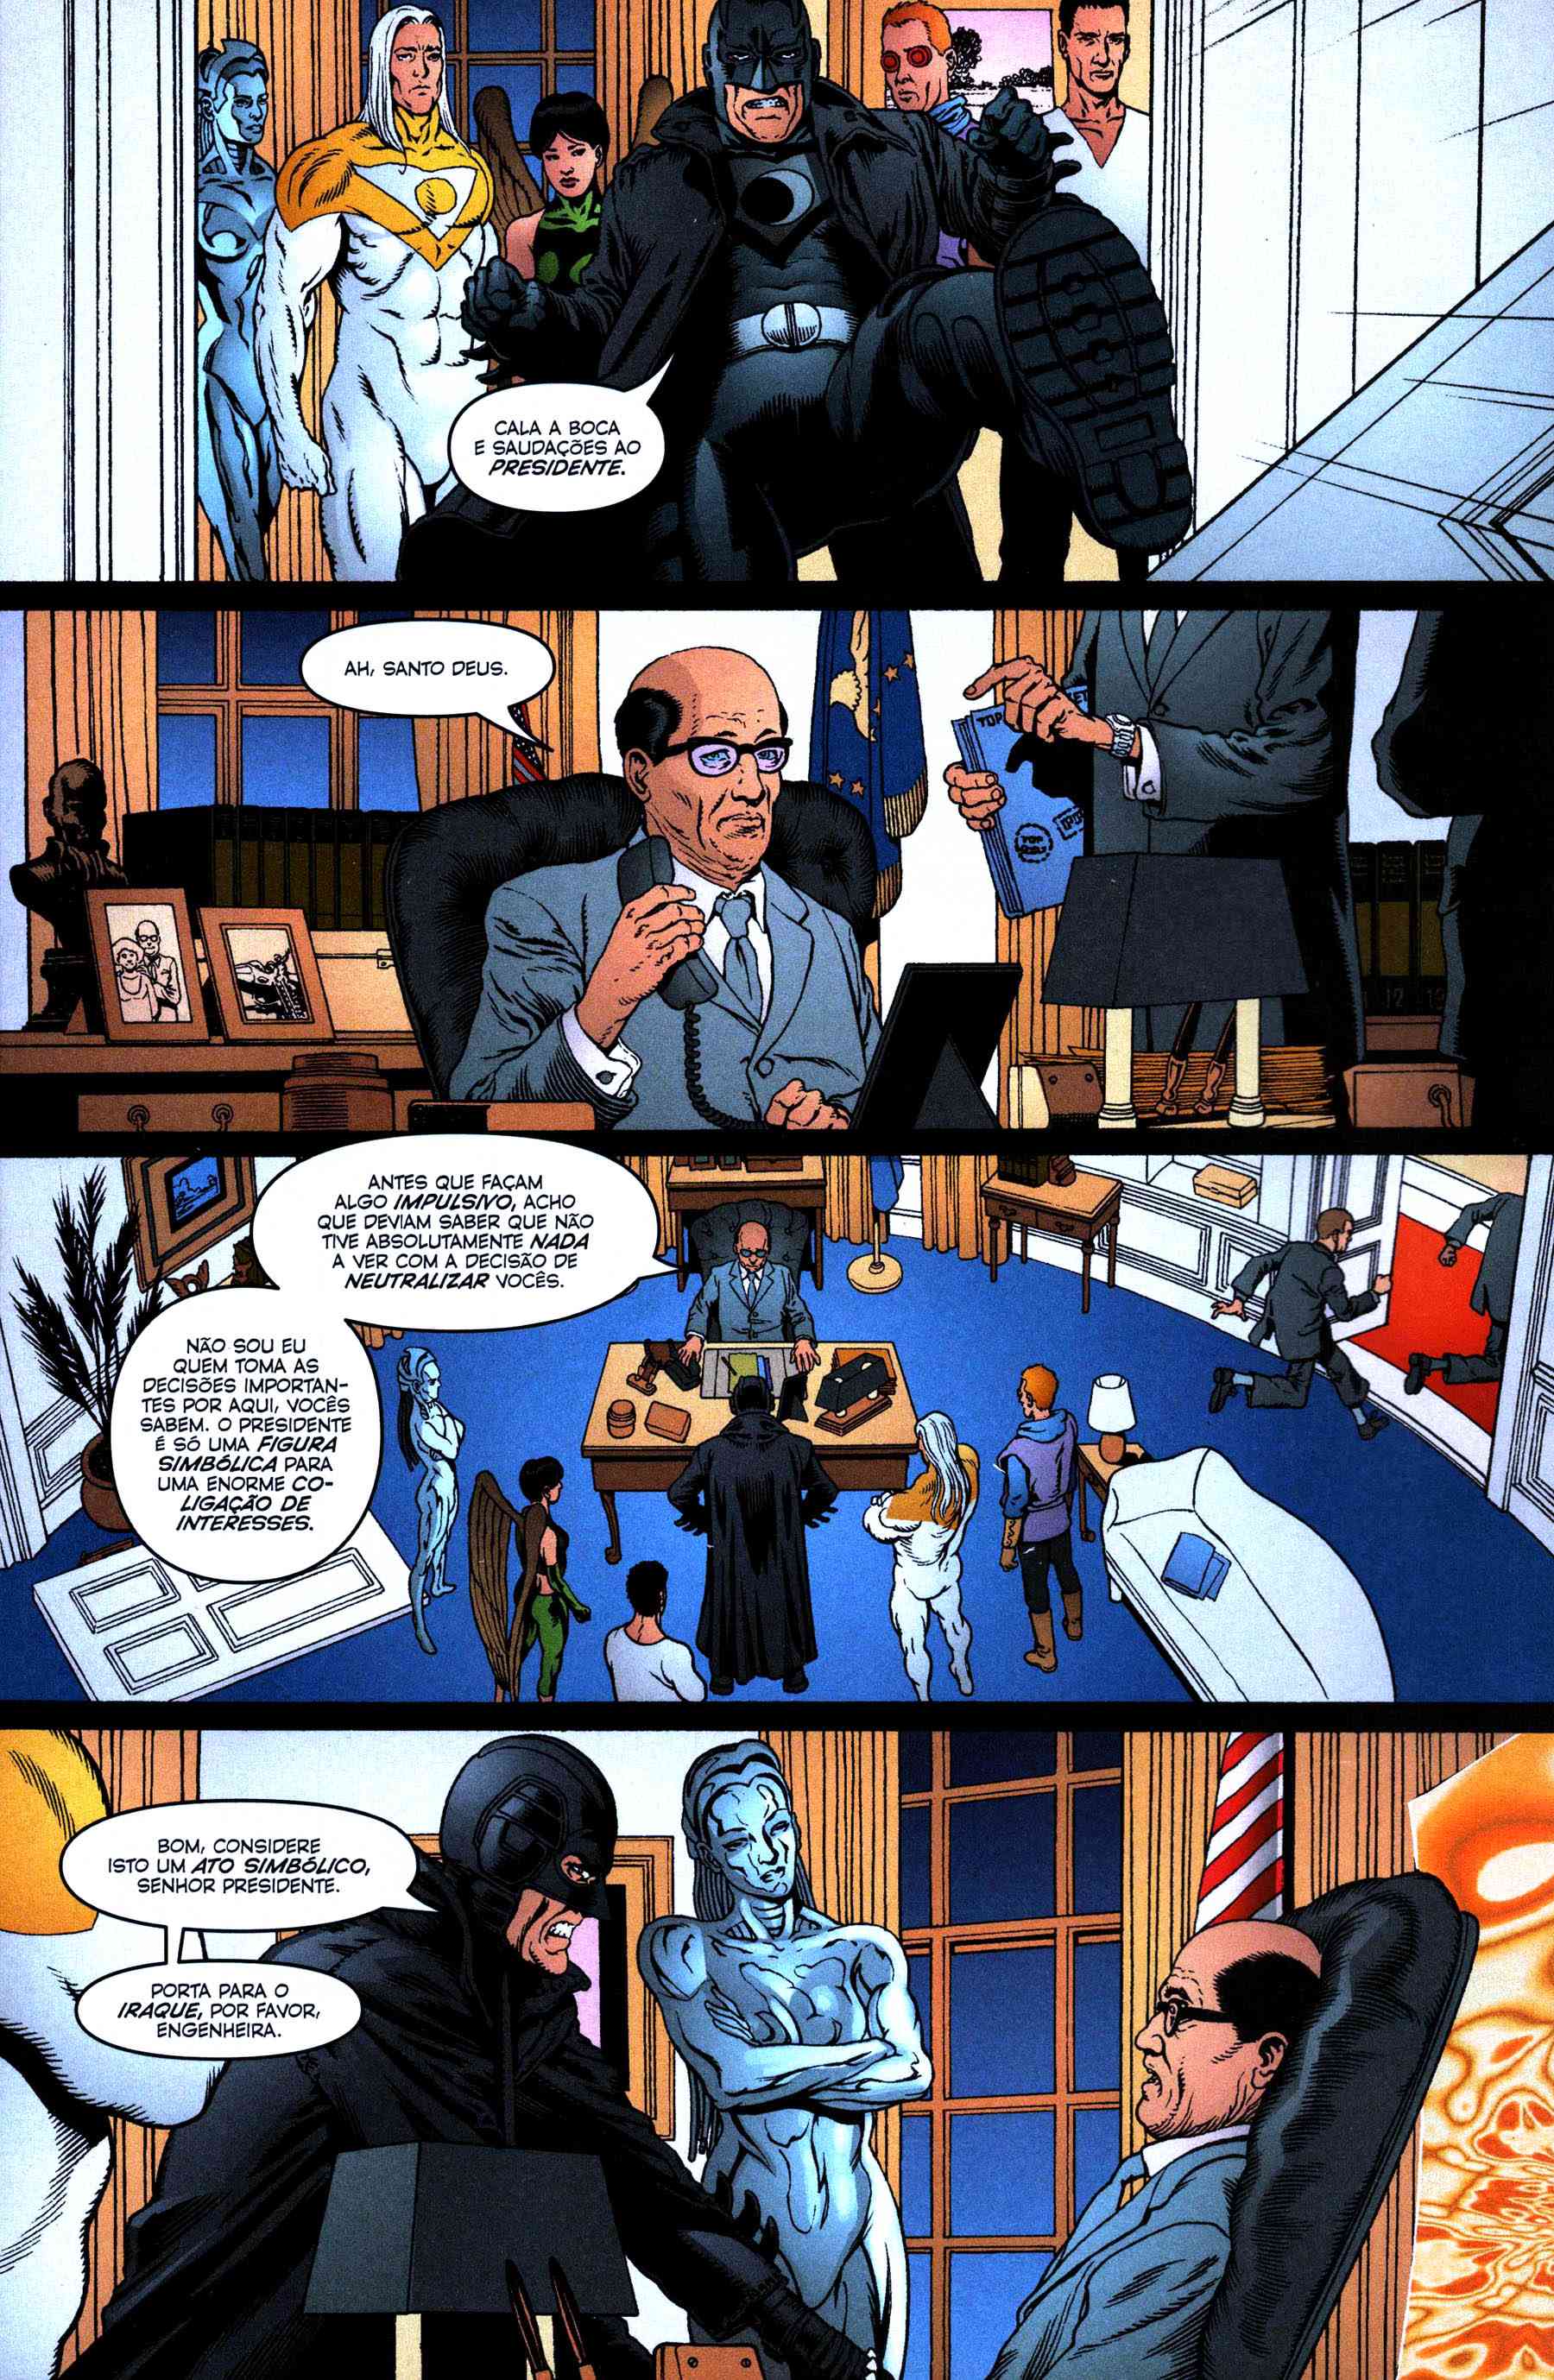 CALA A BOCA
E SAUDAÇÕES AO
PRESIDENTE.
AH, SANTO DEUS.
TOP
TOP
ANTES QUE FAÇAM
ALGO IMPULSIVO, ACHO
QUE DEVIAM SABER QUE NÃO
TIVE ABSOLUTAMENTE NADA
A VER COM A DECISÃO DE
NEUTRALIZAR VOCÊS.
NÃO SOU EU
QUEM TOMA AS
DECISÕES IMPORTAN-
TES POR AQUI, VOCÊS
SABEM. O PRESIDENTE
É SÓ UMA FIGURA
SIMBÓLICA PARA
UMA ENORME CO-
LIGAÇÃO DE
INTERESSES.
BOM, CONSIDERE
ISTO UM ATO SIMBÓLICO,
SENHOR PRESIDENTE.
PORTA PARA O
IRAQUE, POR FAVOR,
ENGENHEIRA.